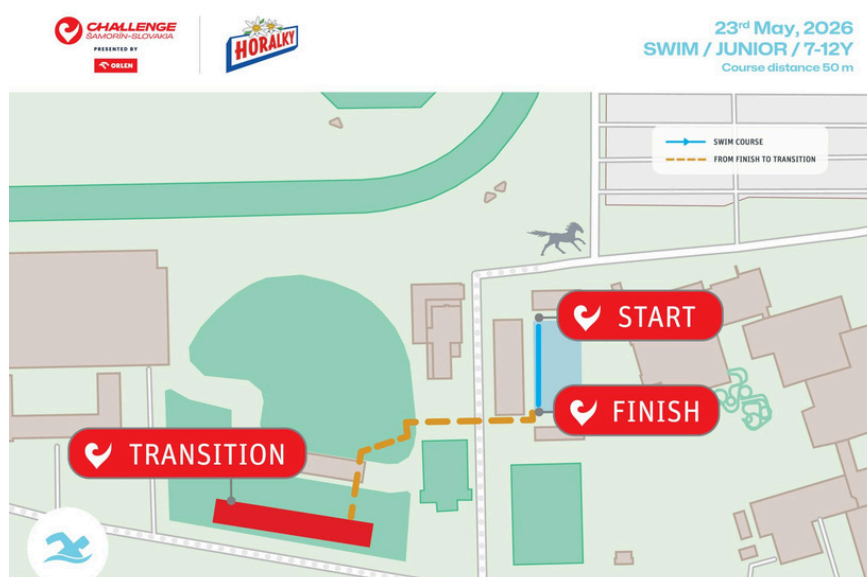 CHALLENGE
ŠAMORÍN-SLOVAKIA
PRESENTED BY
ORLEN
HORALKY
23rd May, 2026
SWIM / JUNIOR / 7-12Y
Course distance 50 m
SWIM COURSE
FROM FINISH TO TRANSITION
START
FINISH
TRANSITION